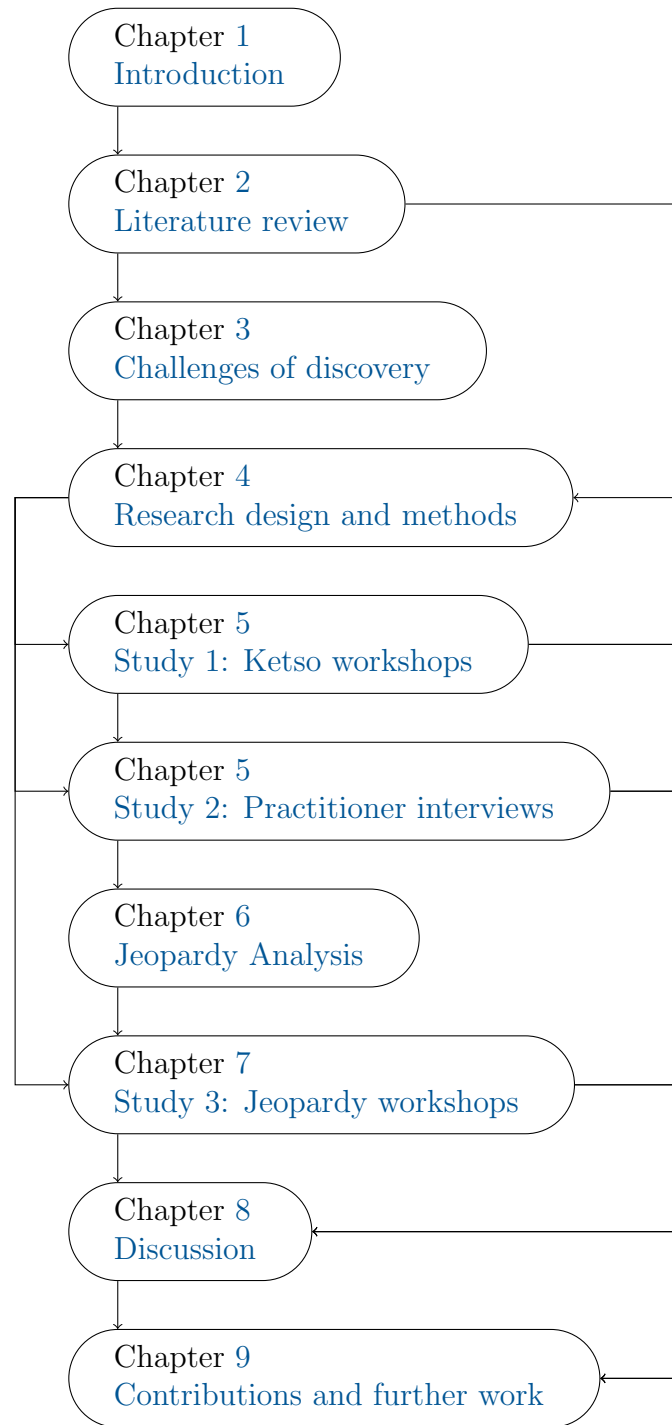 Chapter 1
Introduction
Chapter 2
Literature review
Chapter 3
Challenges of discovery
Chapter 4
Research design and methods
Chapter 5
Study 1: Ketso workshops
Chapter 5
Study 2: Practitioner interviews
Chapter 6
Jeopardy Analysis
Chapter 7
Study 3: Jeopardy workshops
Chapter 8
Discussion
Chapter 9
Contributions and further work